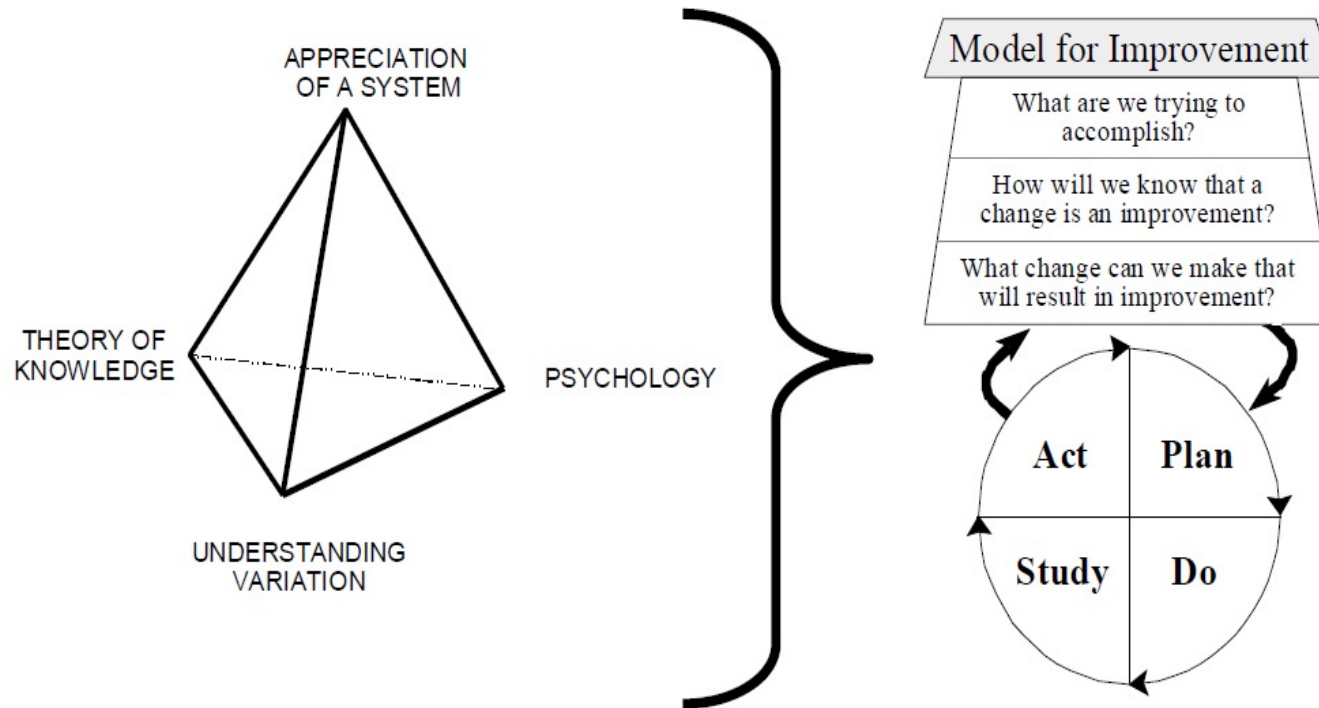 APPRECIATION
OF A SYSTEM
THEORY OF
KNOWLEDGE
PSYCHOLOGY
UNDERSTANDING
VARIATION
Model for Improvement
What are we trying to
accomplish?
How will we know that a
change is an improvement?
What change can we make that
will result in improvement?
Act
Plan
Study
Do